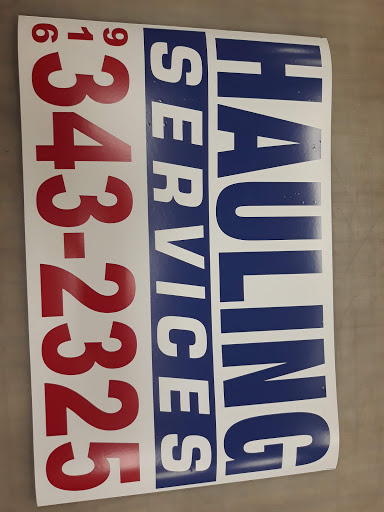 HAULING
SERVICES
916 343-2325